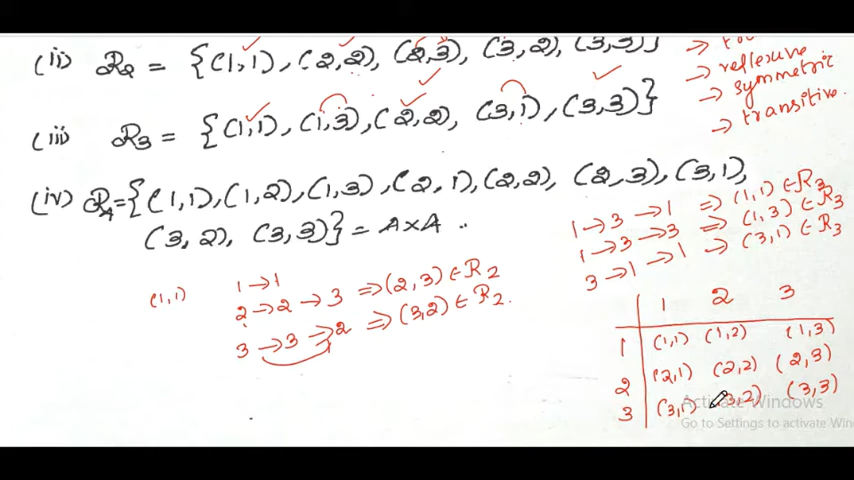 (ii) R2 = {(1,1), (2,2), (2,3), (3,2), (3,3)}
→ reflexive
→ symmetric
→ transitive.
(iii) R3 = {(1,1), (1,3), (2,2), (3,1), (3,3)}
(iv) R4 = {(1,1), (1,2), (1,3), (2,1), (2,2), (2,3), (3,1),
(3,2), (3,3)} = A×A ..
1 → 3 → 1 ⇒ (1,1) ∈ R3
1 → 3 → 3 ⇒ (1,3) ∈ R3
3 → 1 → 1 → (3,1) ∈ R3
(1,1) 1 → 1
2 → 2 → 3 ⇒ (2,3) ∈ R2
3 → 3 → 2 ⇒ (3,2) ∈ R2.
1 2 3
1 (1,1) (1,2) (1,3)
2 (2,1) (2,2) (2,3)
3 (3,1) (3,2) (3,3)
Activate Windows
Go to Settings to activate Win